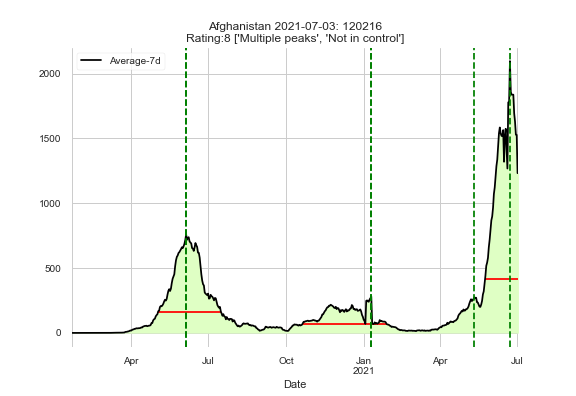 Afghanistan 2021-07-03: 120216
Rating:8 ['Multiple peaks', 'Not in control']
Average-7d
2000
1500
1000
500
0
Apr Jul Oct Jan Apr Jul
2021
Date